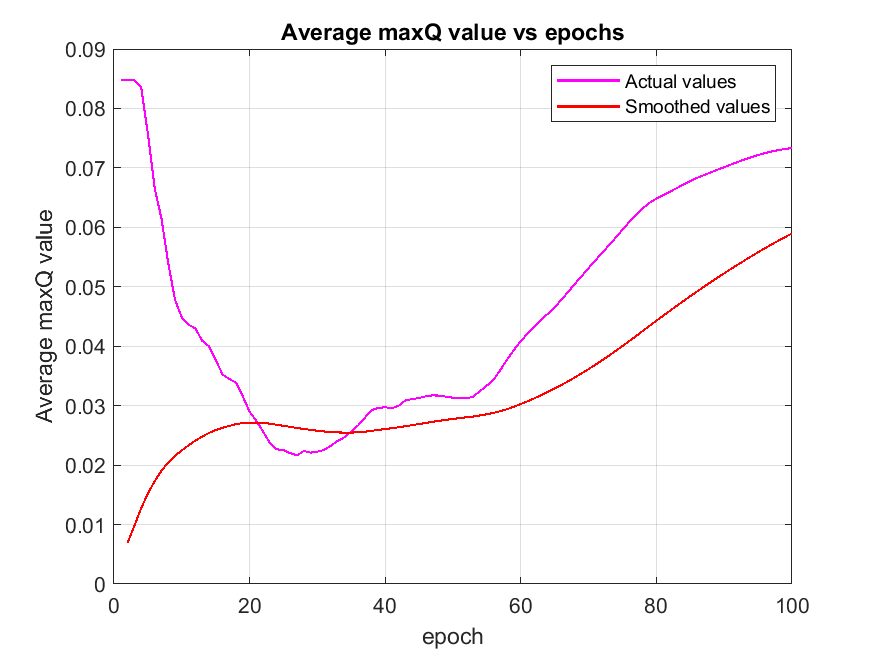 Average maxQ value vs epochs
Actual values
Smoothed values
0.09
0.08
0.07
0.06
0.05
0.04
0.03
0.02
0.01
0
Average maxQ value
0 20 40 60 80 100
epoch